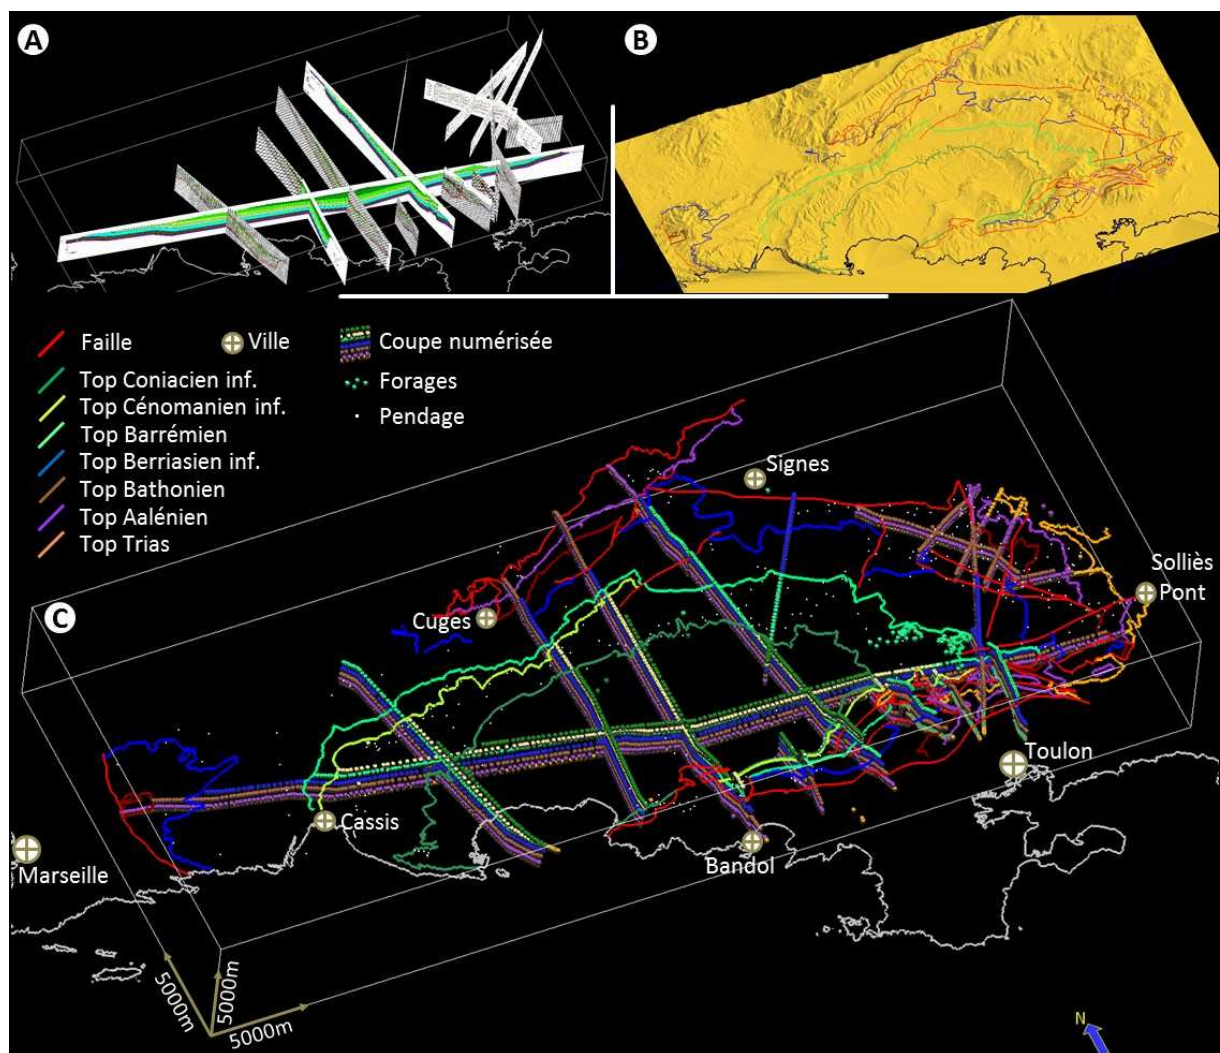 A
B
Faille
Ville
Coupe numérisée
Top Coniacien inf.
Forages
Top Cénomanien inf.
Pendage
Top Barrémien
Top Berriasien inf.
Top Bathonien
Top Aalénien
Top Trias
Signes
Solliès
Pont
C
Cuges
Toulon
Cassis
Bandol
Marseille
5000m
5000m
5000m
N